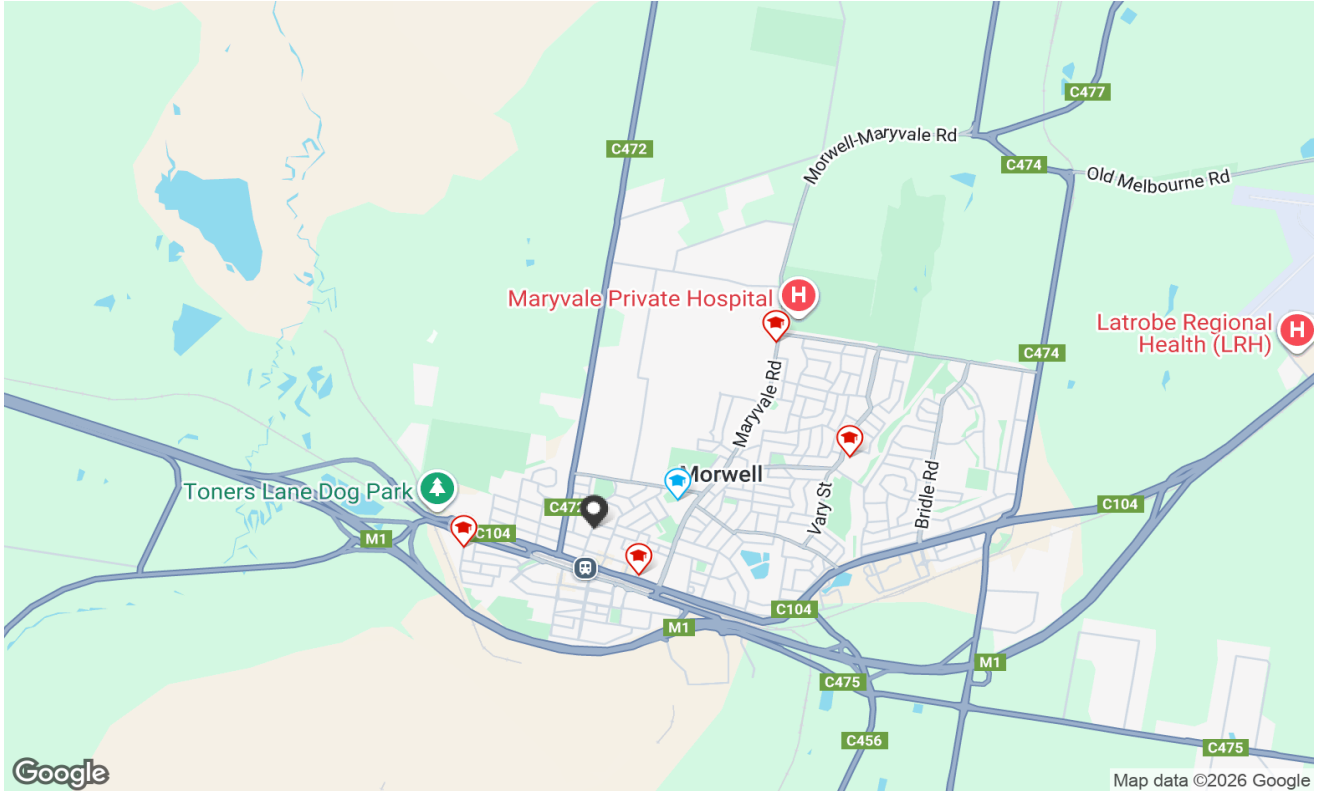 C477
Morwell-Maryvale Rd
C472
C474
Old Melbourne Rd
Maryvale Private Hospital
H
Latrobe Regional
Health (LRH)
H
C474
Maryvale Rd
Morwell
Toners Lane Dog Park
C472
Vary St
Bridle Rd
C104
C104
M1
C104
M1
M1
C475
C456
C475
Google
Map data ©2026 Google